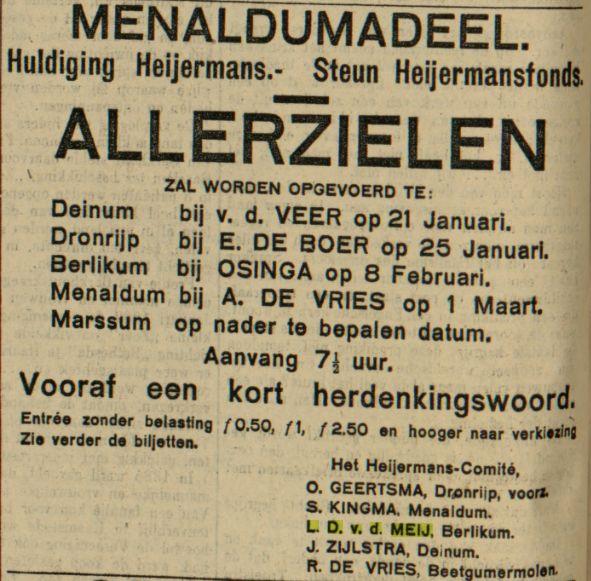 MENALDUMADEEL.
Huldiging Heijermans.- Steun Heijermansfonds.
ALLERZIELEN
ZAL WORDEN OPGEVOERD TE:
Deinum bij v. d. VEER op 21 Januari.
Dronrijp bij E. DE BOER op 25 Januari.
Berlikum bij OSINGA op 8 Februari.
Menaldum bij A. DE VRIES op 1 Maart.
Marssum op nader te bepalen datum.
Aanvang 7½ uur.
Vooraf een kort herdenkingswoord.
Entrée zonder belasting f 0.50, f 1, f 2.50 en hooger naar verkiezing
Zie verder de biljetten.
Het Heijermans-Comité,
O. GEERTSMA, Dronrijp, voorz.
S. KINGMA, Menaldum.
L. D. v. d. MEIJ, Berlikum.
J. ZIJLSTRA, Deinum.
R. DE VRIES, Beetgumermolen.